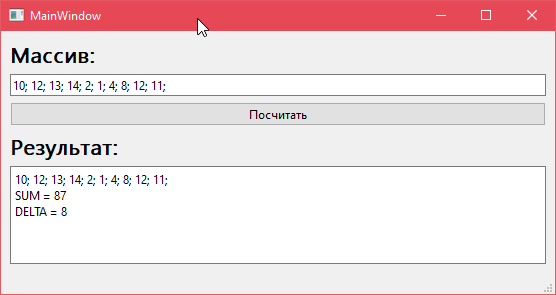 MainWindow
Массив:
10; 12; 13; 14; 2; 1; 4; 8; 12; 11;
Посчитать
Результат:
10; 12; 13; 14; 2; 1; 4; 8; 12; 11;
SUM = 87
DELTA = 8